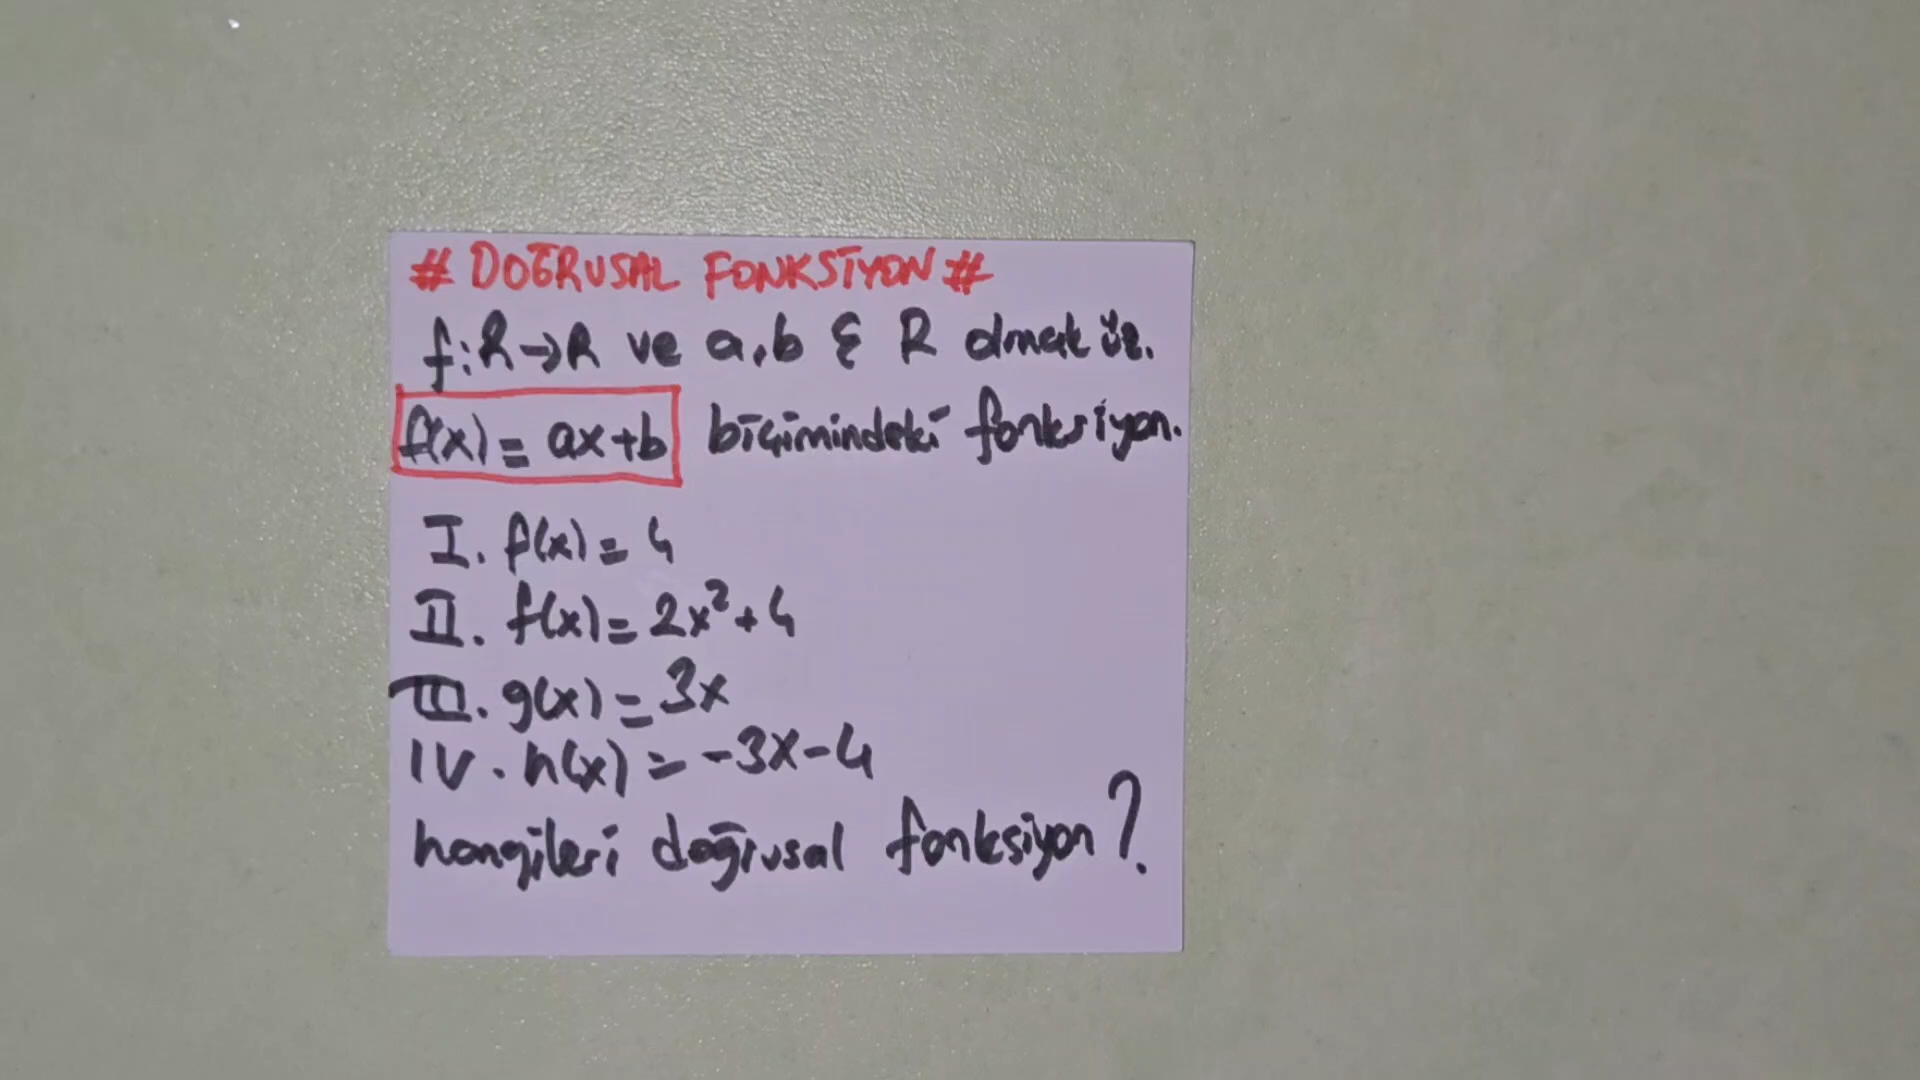 # DOĞRUSAL FONKSİYON #
f: R→R ve a,b ∈ R olmak üz.
f(x) = ax+b biçimindeki fonksiyon.
I. f(x) = 4
II. f(x) = 2x²+4
III. g(x) = 3x
IV. h(x) = -3x-4
hangileri doğrusal fonksiyon?